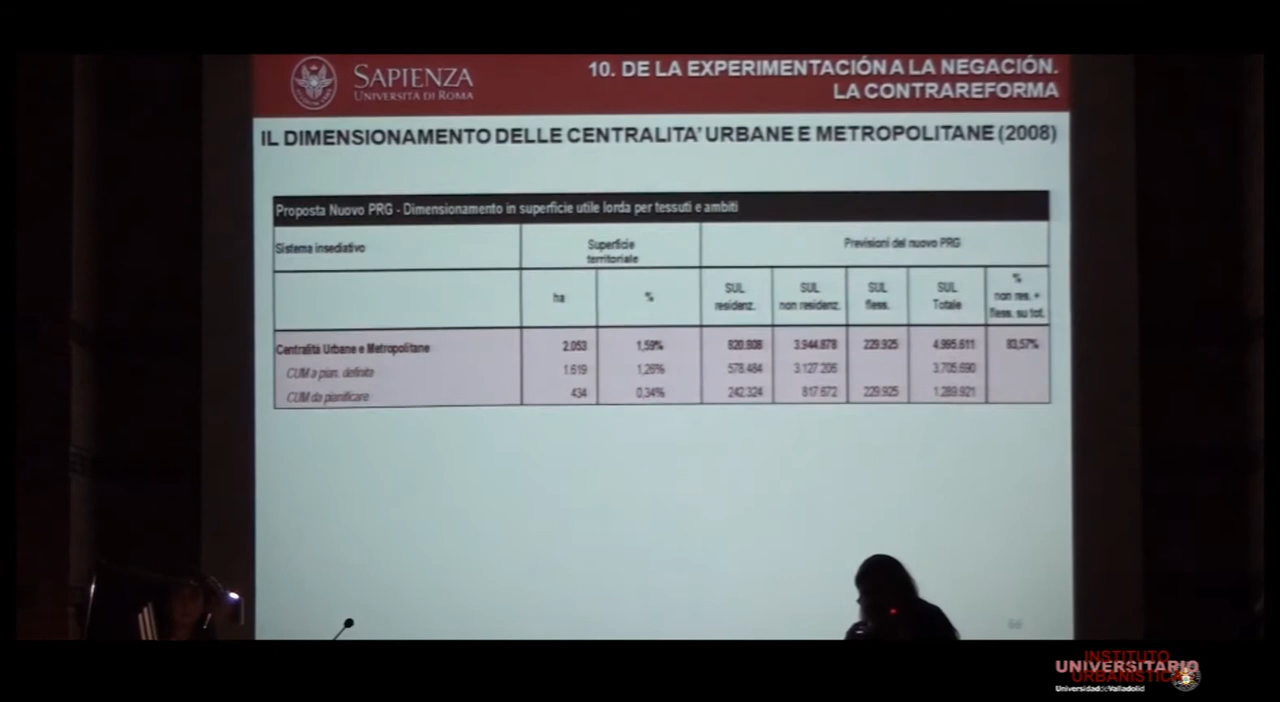 SAPIENZA
UNIVERSITÀ DI ROMA
10. DE LA EXPERIMENTACIÓN A LA NEGACIÓN.
LA CONTRAREFORMA
IL DIMENSIONAMENTO DELLE CENTRALITA' URBANE E METROPOLITANE (2008)
Proposta Nuovo PRG - Dimensionamento in superficie utile lorda per tessuti e ambiti
Sistema insediativo
Superficie
territoriale
Previsioni del nuovo PRG
ha
%
SUL
residenz.
SUL
non residenz.
SUL
fless.
SUL
Totale
%
non res. +
fless. su tot.
Centralità Urbane e Metropolitane 2.053 1,59% 820.808 3.944.878 229.925 4.995.611 83,57%
CUM a pian. definita 1.619 1,26% 578.484 3.127.206 3.705.690
CUM da pianificare 434 0,34% 242.324 817.672 229.925 1.289.921
66
INSTITUTO
UNIVERSITARIO
URBANÍSTICA
Universidad de Valladolid